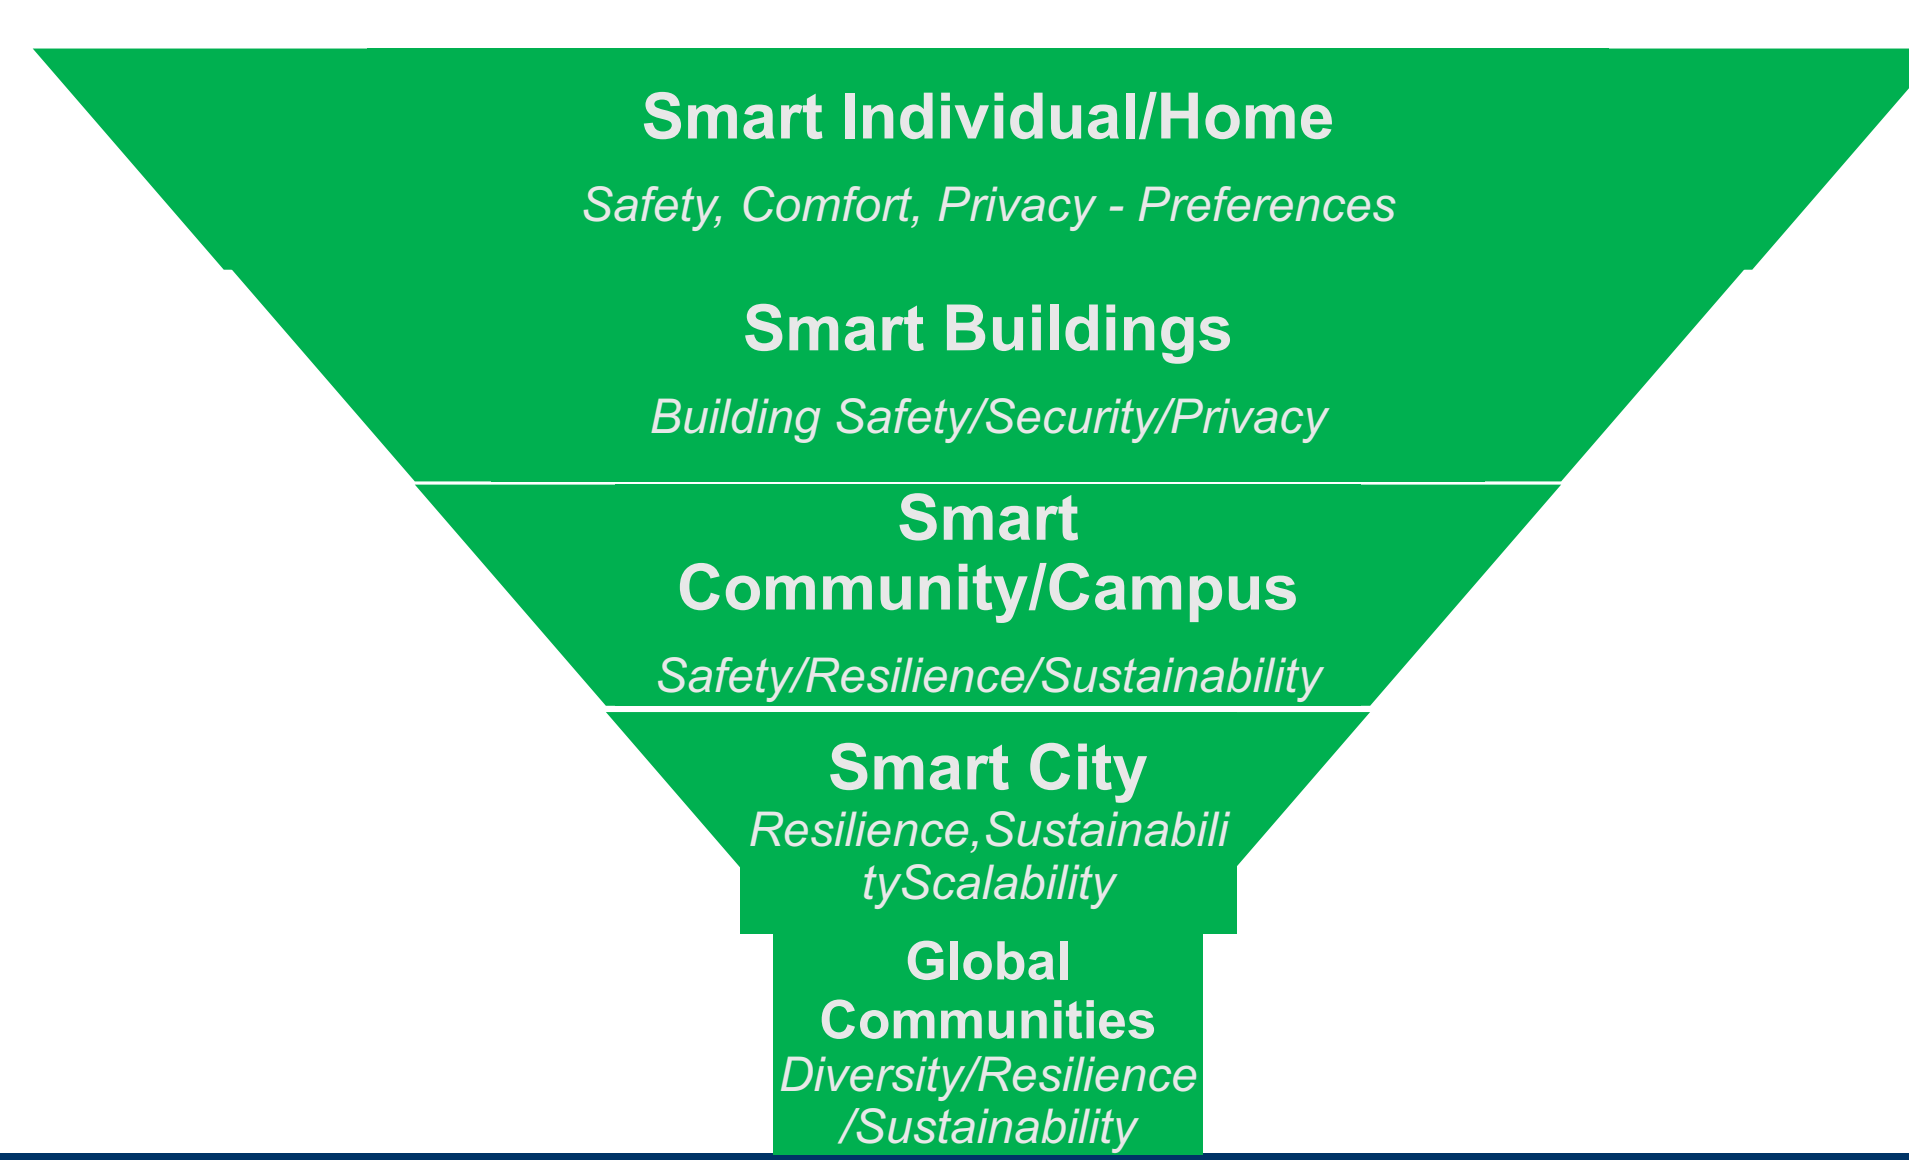 Smart Individual/Home
Safety, Comfort, Privacy - Preferences
Smart Buildings
Building Safety/Security/Privacy
Smart
Community/Campus
Safety/Resilience/Sustainability
Smart City
Resilience,Sustainabili
tyScalability
Global
Communities
Diversity/Resilience
/Sustainability